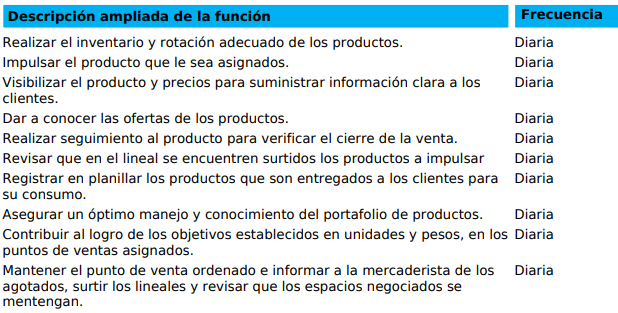 Descripción ampliada de la función Frecuencia
Realizar el inventario y rotación adecuado de los productos. Diaria
Impulsar el producto que le sea asignados. Diaria
Visibilizar el producto y precios para suministrar información clara a los Diaria
clientes.
Dar a conocer las ofertas de los productos. Diaria
Realizar seguimiento al producto para verificar el cierre de la venta. Diaria
Revisar que en el lineal se encuentren surtidos los productos a impulsar Diaria
Registrar en planillar los productos que son entregados a los clientes para Diaria
su consumo.
Asegurar un óptimo manejo y conocimiento del portafolio de productos. Diaria
Contribuir al logro de los objetivos establecidos en unidades y pesos, en los Diaria
puntos de ventas asignados.
Mantener el punto de venta ordenado e informar a la mercaderista de los Diaria
agotados, surtir los lineales y revisar que los espacios negociados se
mentengan.